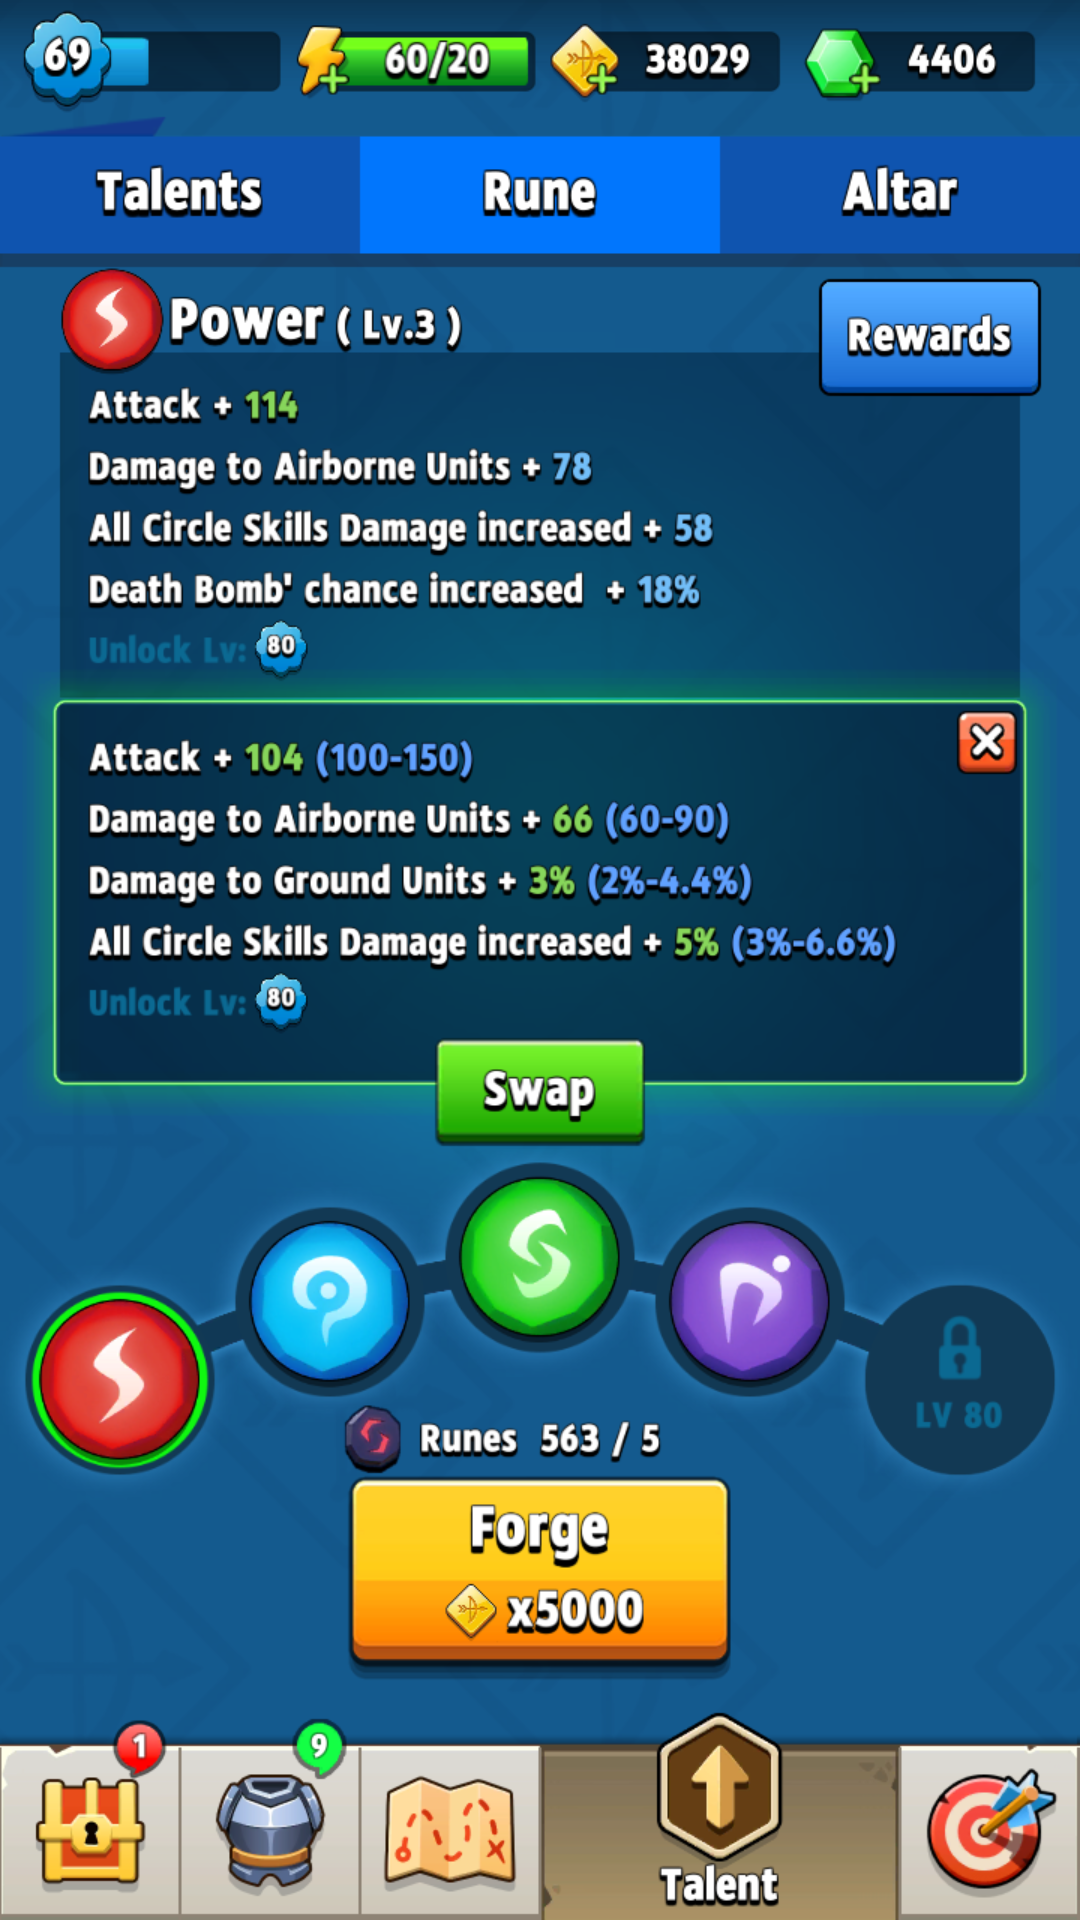 69 60/20 38029 4406
Talents Rune Altar
Power ( Lv.3 ) Rewards
Attack + 114
Damage to Airborne Units + 78
All Circle Skills Damage increased + 58
Death Bomb' chance increased + 18%
Unlock Lv: 80
Attack + 104 (100-150)
Damage to Airborne Units + 66 (60-90)
Damage to Ground Units + 3% (2%-4.4%)
All Circle Skills Damage increased + 5% (3%-6.6%)
Unlock Lv: 80
Swap
LV 80
Runes 563 / 5
Forge
x5000
1 9
Talent